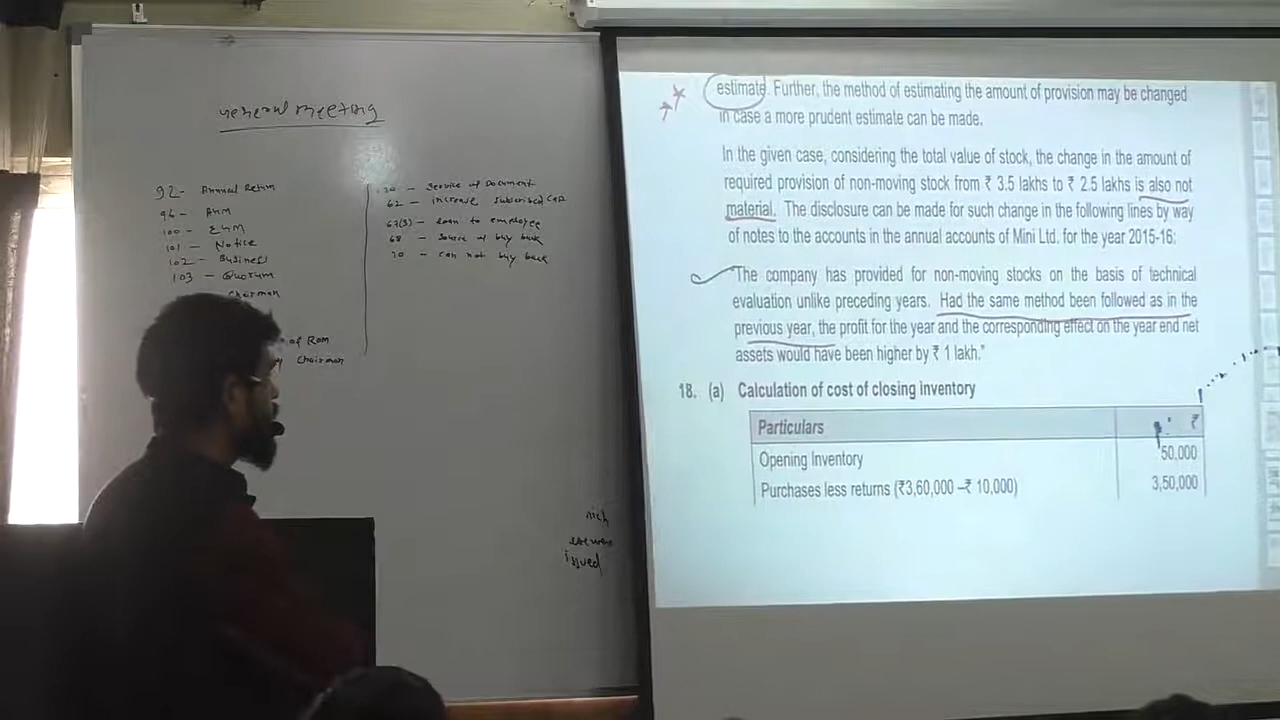 General Meeting
92 - Annual Return
96 - AGM
100 - EGM
101 - Notice
102 - Business
103 - Quorum
Chairman
of
Chairman
20 - Service of Document
62 - increase subscribed cap
67(3) - loan to employee
68 - Source of buy back
70 - can not buy back
issued
estimate. Further, the method of estimating the amount of provision may be changed
in case a more prudent estimate can be made.
In the given case, considering the total value of stock, the change in the amount of
required provision of non-moving stock from ₹ 3.5 lakhs to ₹ 2.5 lakhs is also not
material. The disclosure can be made for such change in the following lines by way
of notes to the accounts in the annual accounts of Mini Ltd. for the year 2015-16:
"The company has provided for non-moving stocks on the basis of technical
evaluation unlike preceding years. Had the same method been followed as in the
previous year, the profit for the year and the corresponding effect on the year end net
assets would have been higher by ₹ 1 lakh."
18. (a) Calculation of cost of closing inventory
Particulars ₹
Opening Inventory 50,000
Purchases less returns (₹3,60,000 –₹ 10,000) 3,50,000